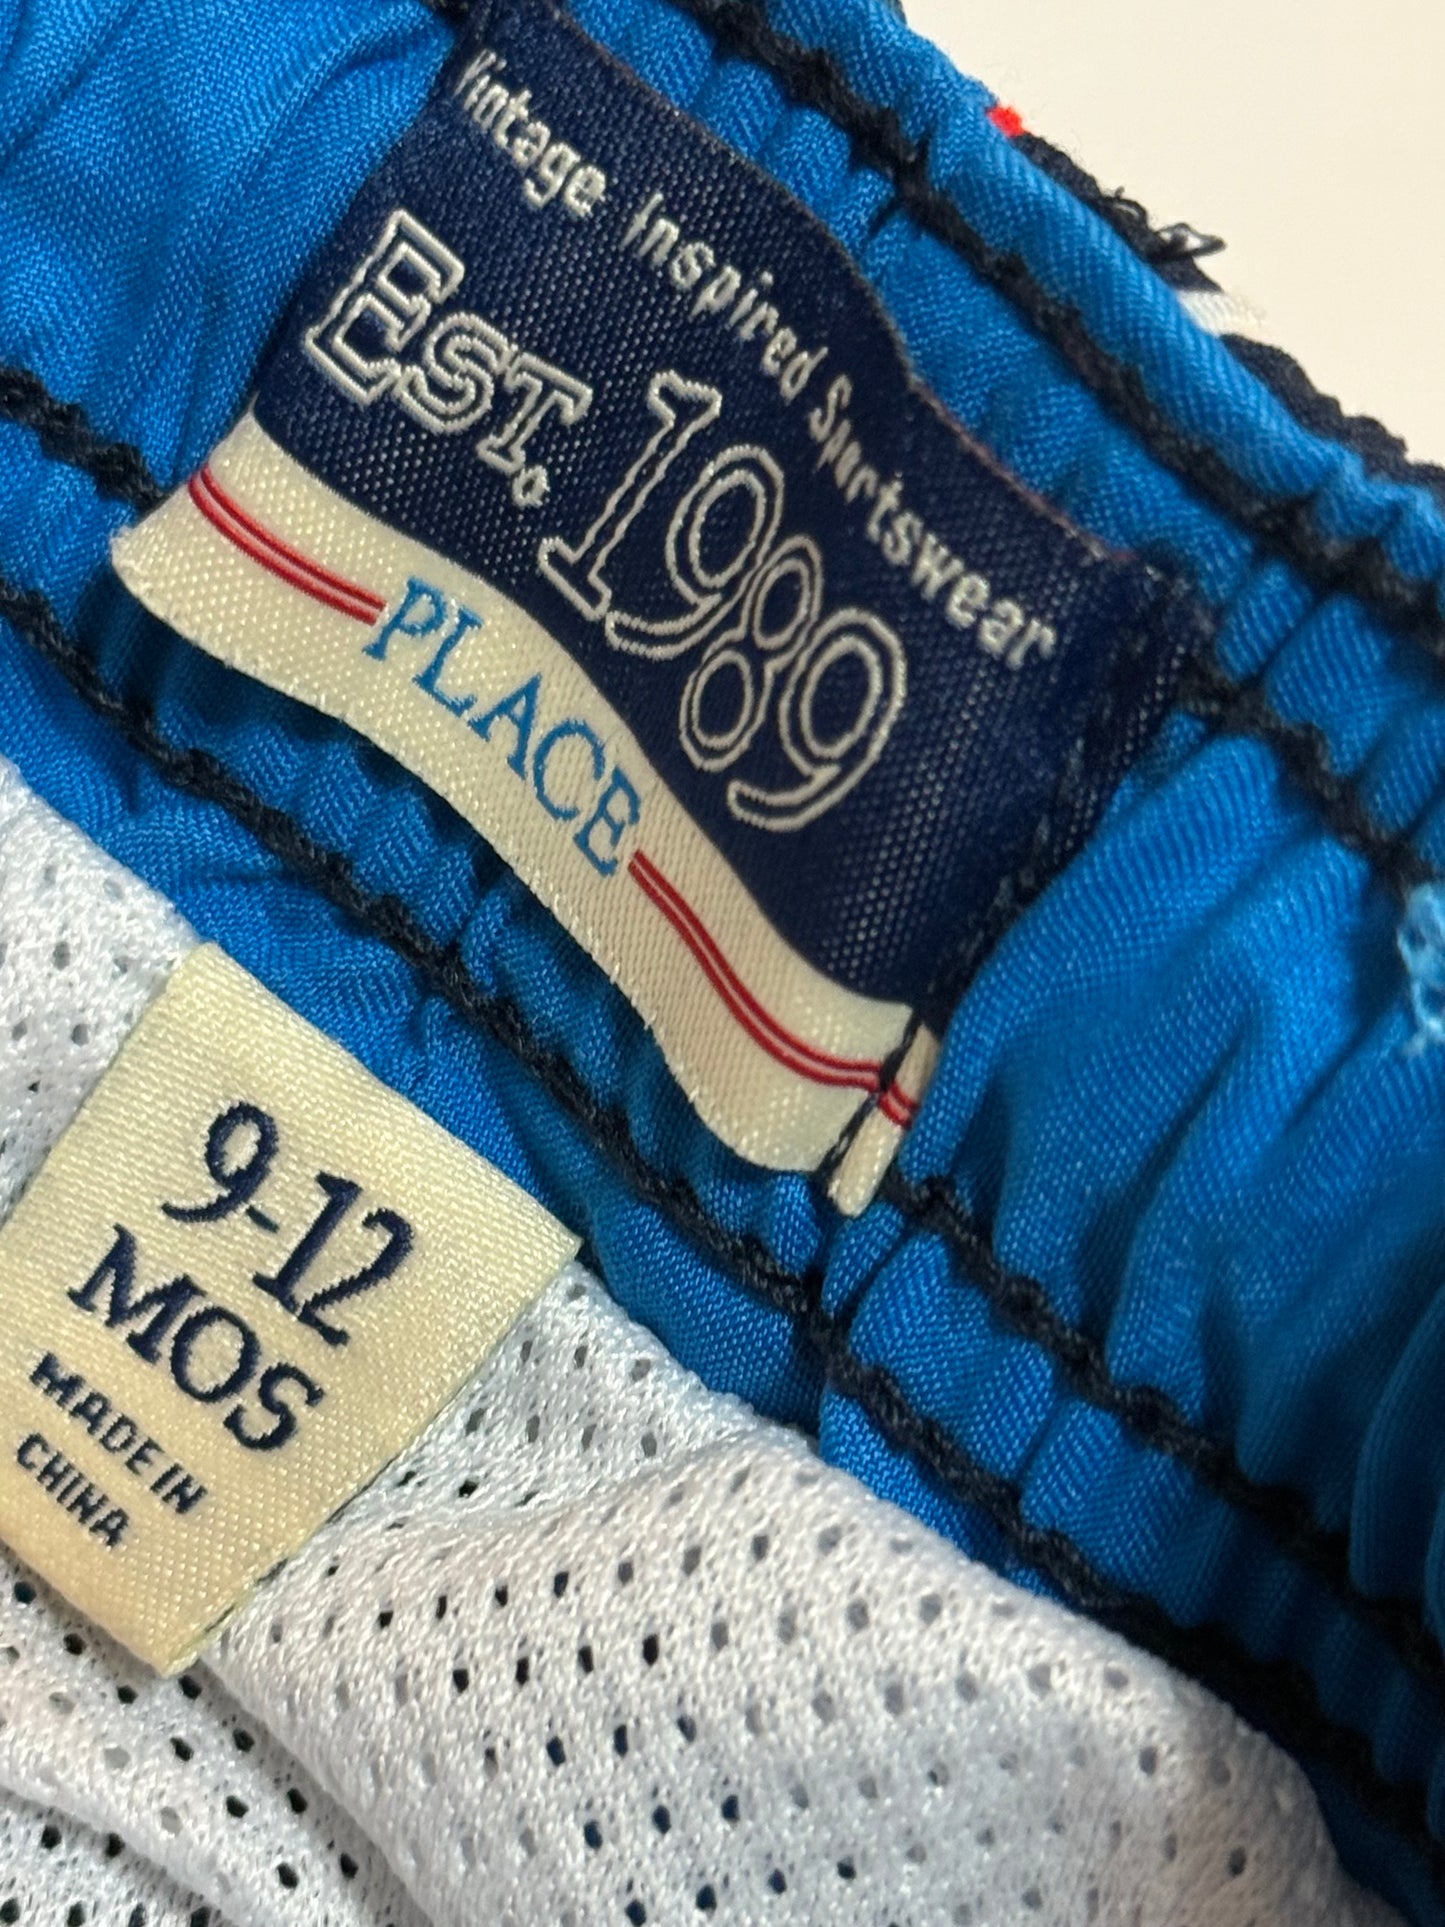 Vintage Inspired Sportswear
EST. 1989
PLACE
9-12
MOS
MADE IN
CHINA